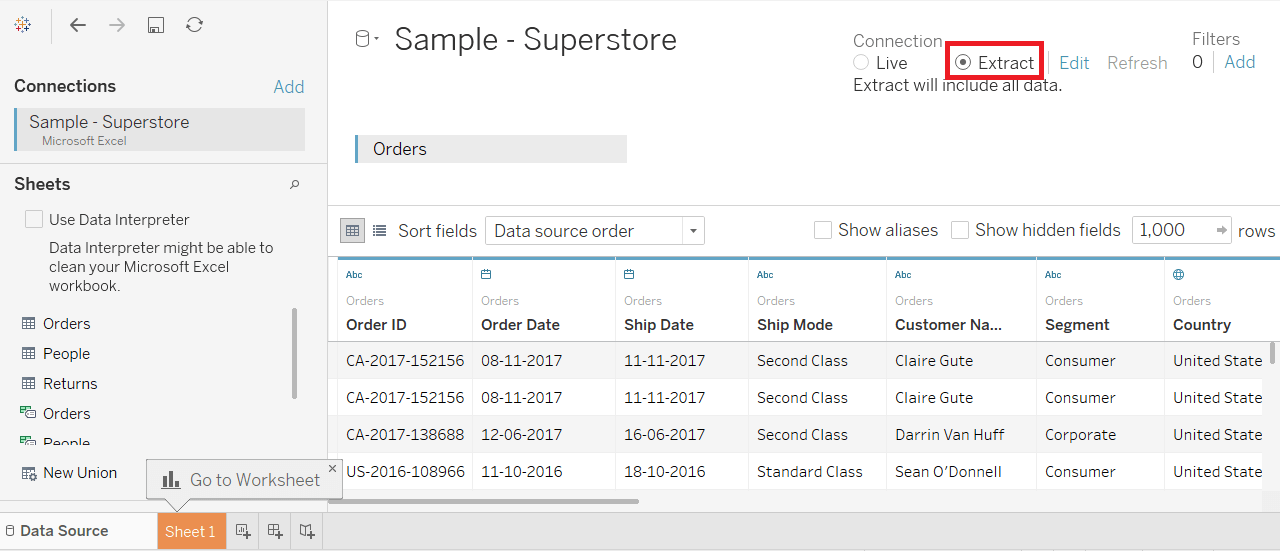 Sample - Superstore
Connection
Live
Extract
Edit
Refresh
Extract will include all data.
Filters
0
Add
Connections
Add
Sample - Superstore
Microsoft Excel
Sheets
Use Data Interpreter
Data Interpreter might be able to
clean your Microsoft Excel
workbook.
Orders
People
Returns
Orders
People
New Union
Orders
Sort fields
Data source order
Show aliases
Show hidden fields
1,000
rows
Abc Abc Abc Abc
Orders Orders Orders Orders Orders Orders Orders
Order ID Order Date Ship Date Ship Mode Customer Na... Segment Country
CA-2017-152156 08-11-2017 11-11-2017 Second Class Claire Gute Consumer United State
CA-2017-152156 08-11-2017 11-11-2017 Second Class Claire Gute Consumer United State
CA-2017-138688 12-06-2017 16-06-2017 Second Class Darrin Van Huff Corporate United State
US-2016-108966 11-10-2016 18-10-2016 Standard Class Sean O'Donnell Consumer United State
Go to Worksheet
Data Source
Sheet 1